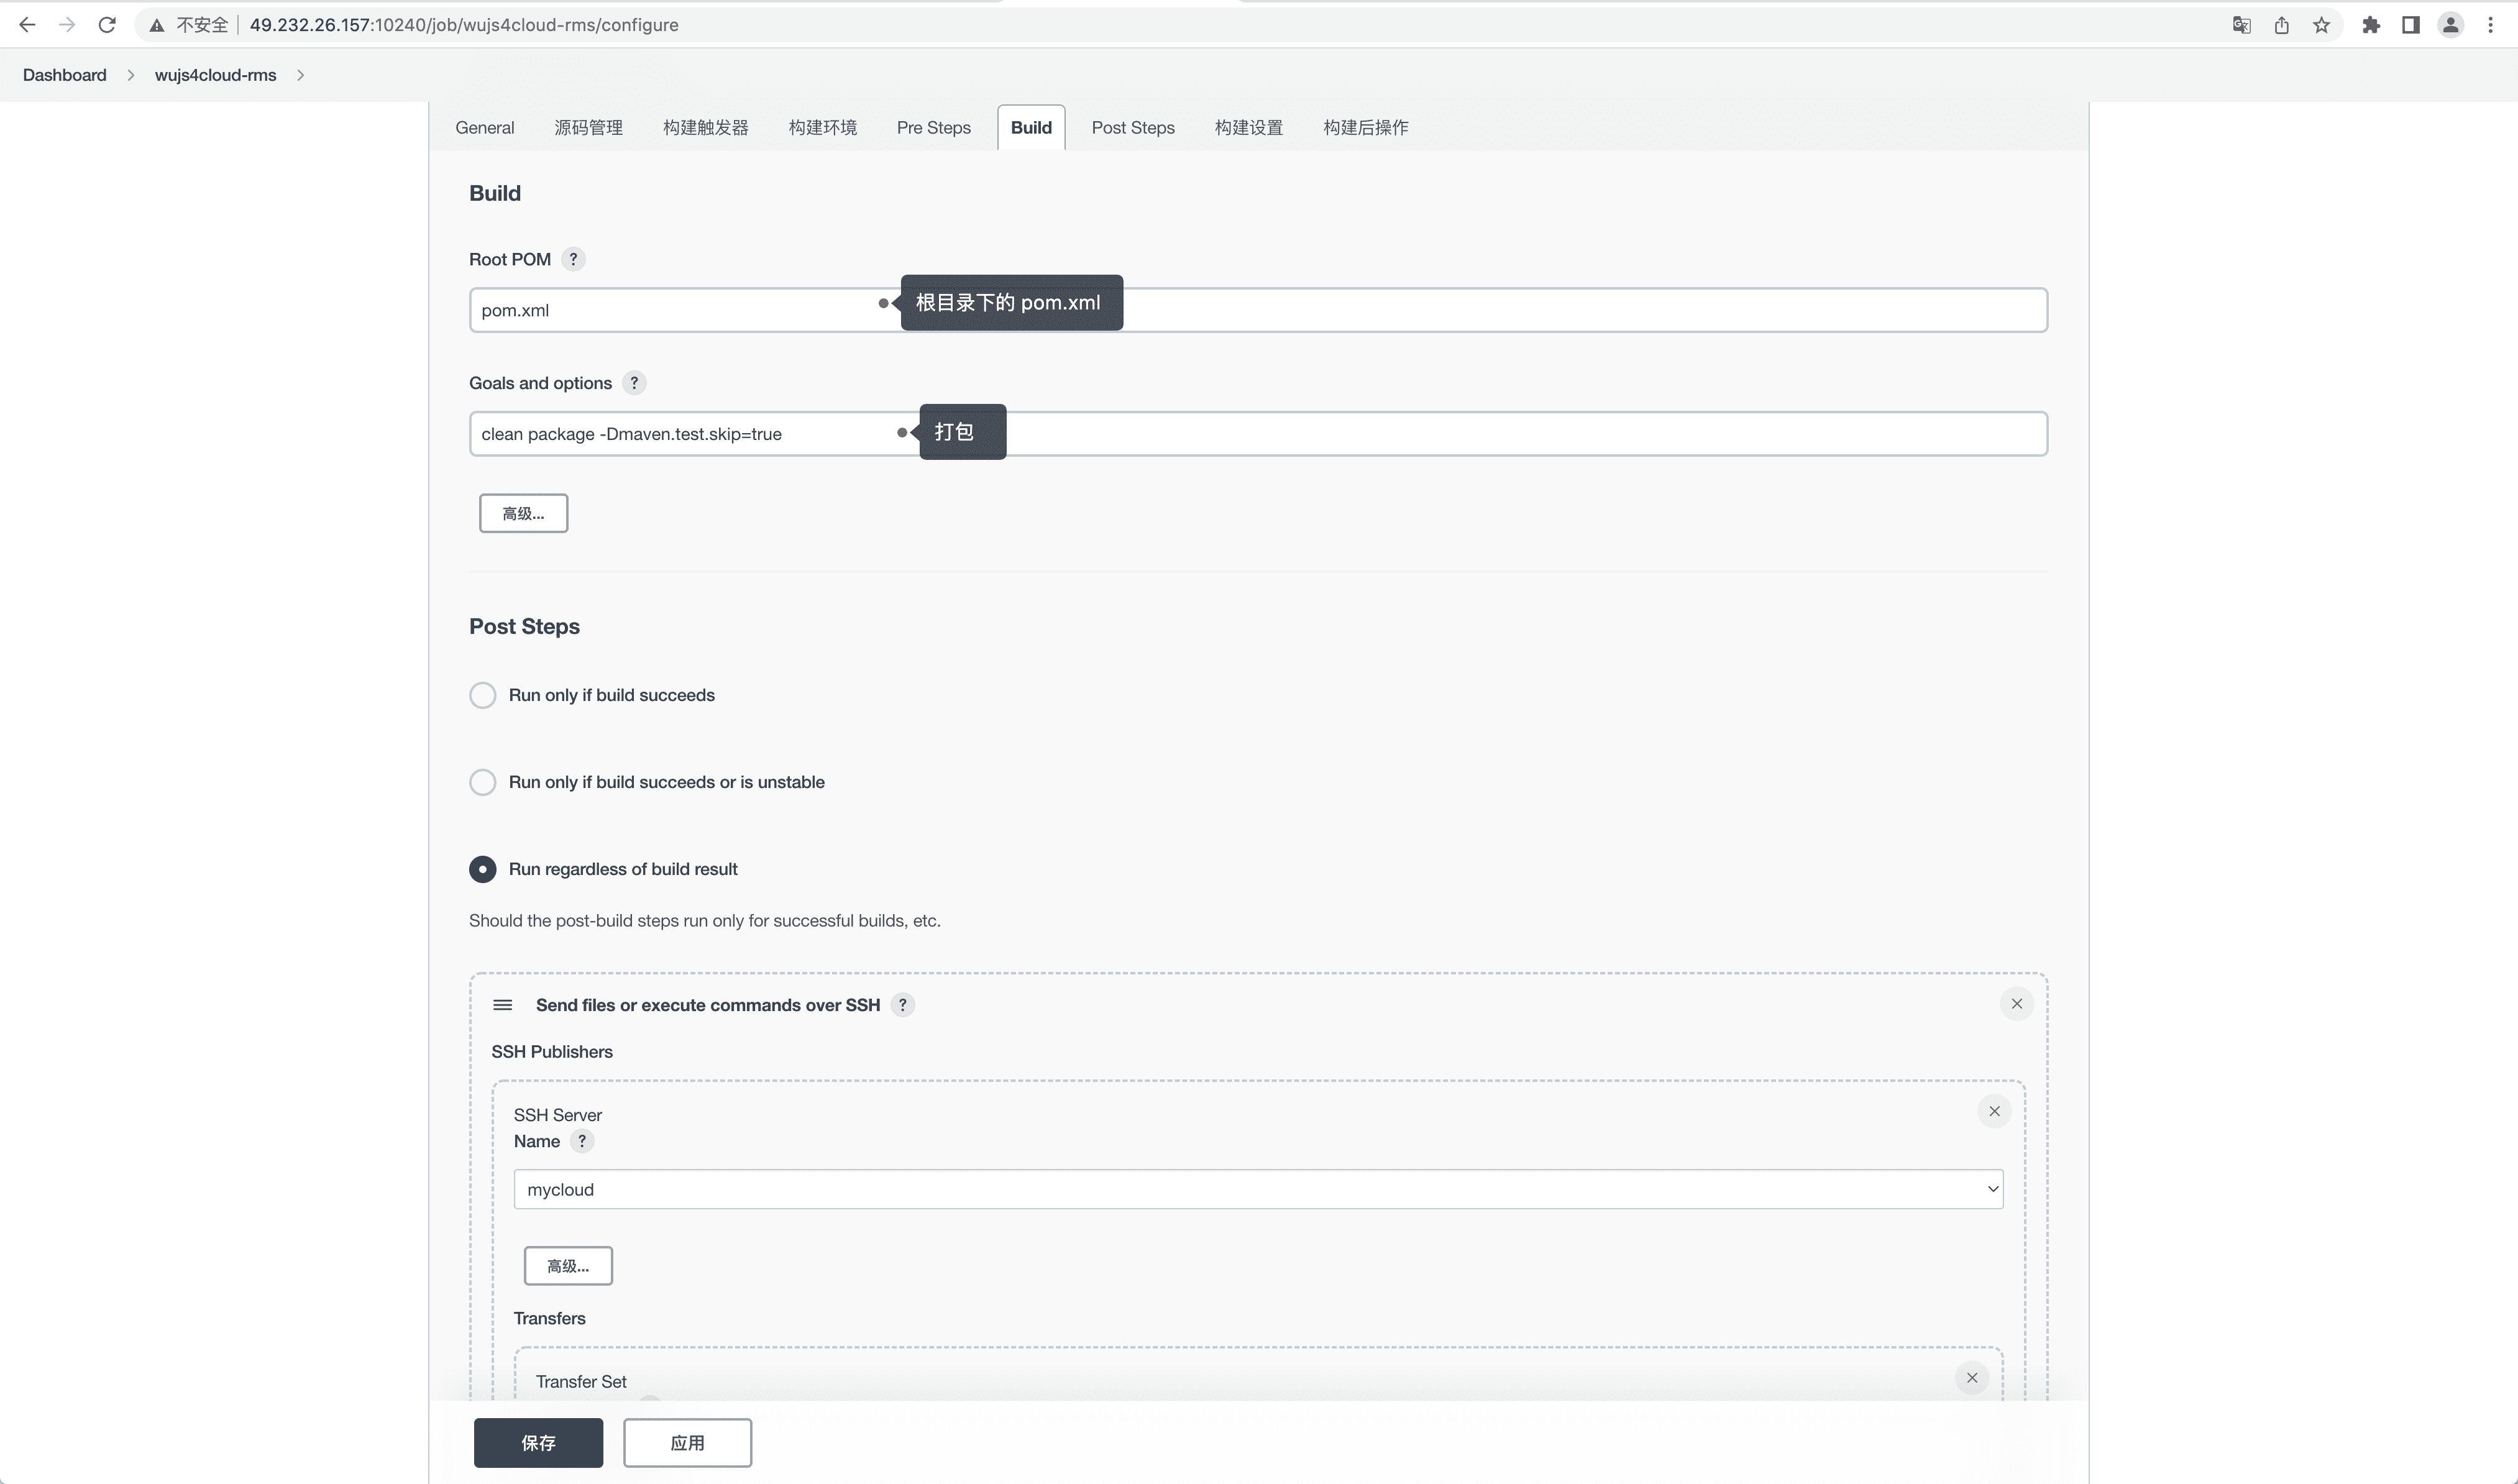 不安全 | 49.232.26.157:10240/job/wujs4cloud-rms/configure
Dashboard > wujs4cloud-rms >
General 源码管理 构建触发器 构建环境 Pre Steps Build Post Steps 构建设置 构建后操作
Build
Root POM ?
pom.xml 根目录下的 pom.xml
Goals and options ?
clean package -Dmaven.test.skip=true 打包
高级...
Post Steps
Run only if build succeeds
Run only if build succeeds or is unstable
Run regardless of build result
Should the post-build steps run only for successful builds, etc.
Send files or execute commands over SSH ?
SSH Publishers
SSH Server
Name ?
mycloud
高级...
Transfers
Transfer Set
保存 应用